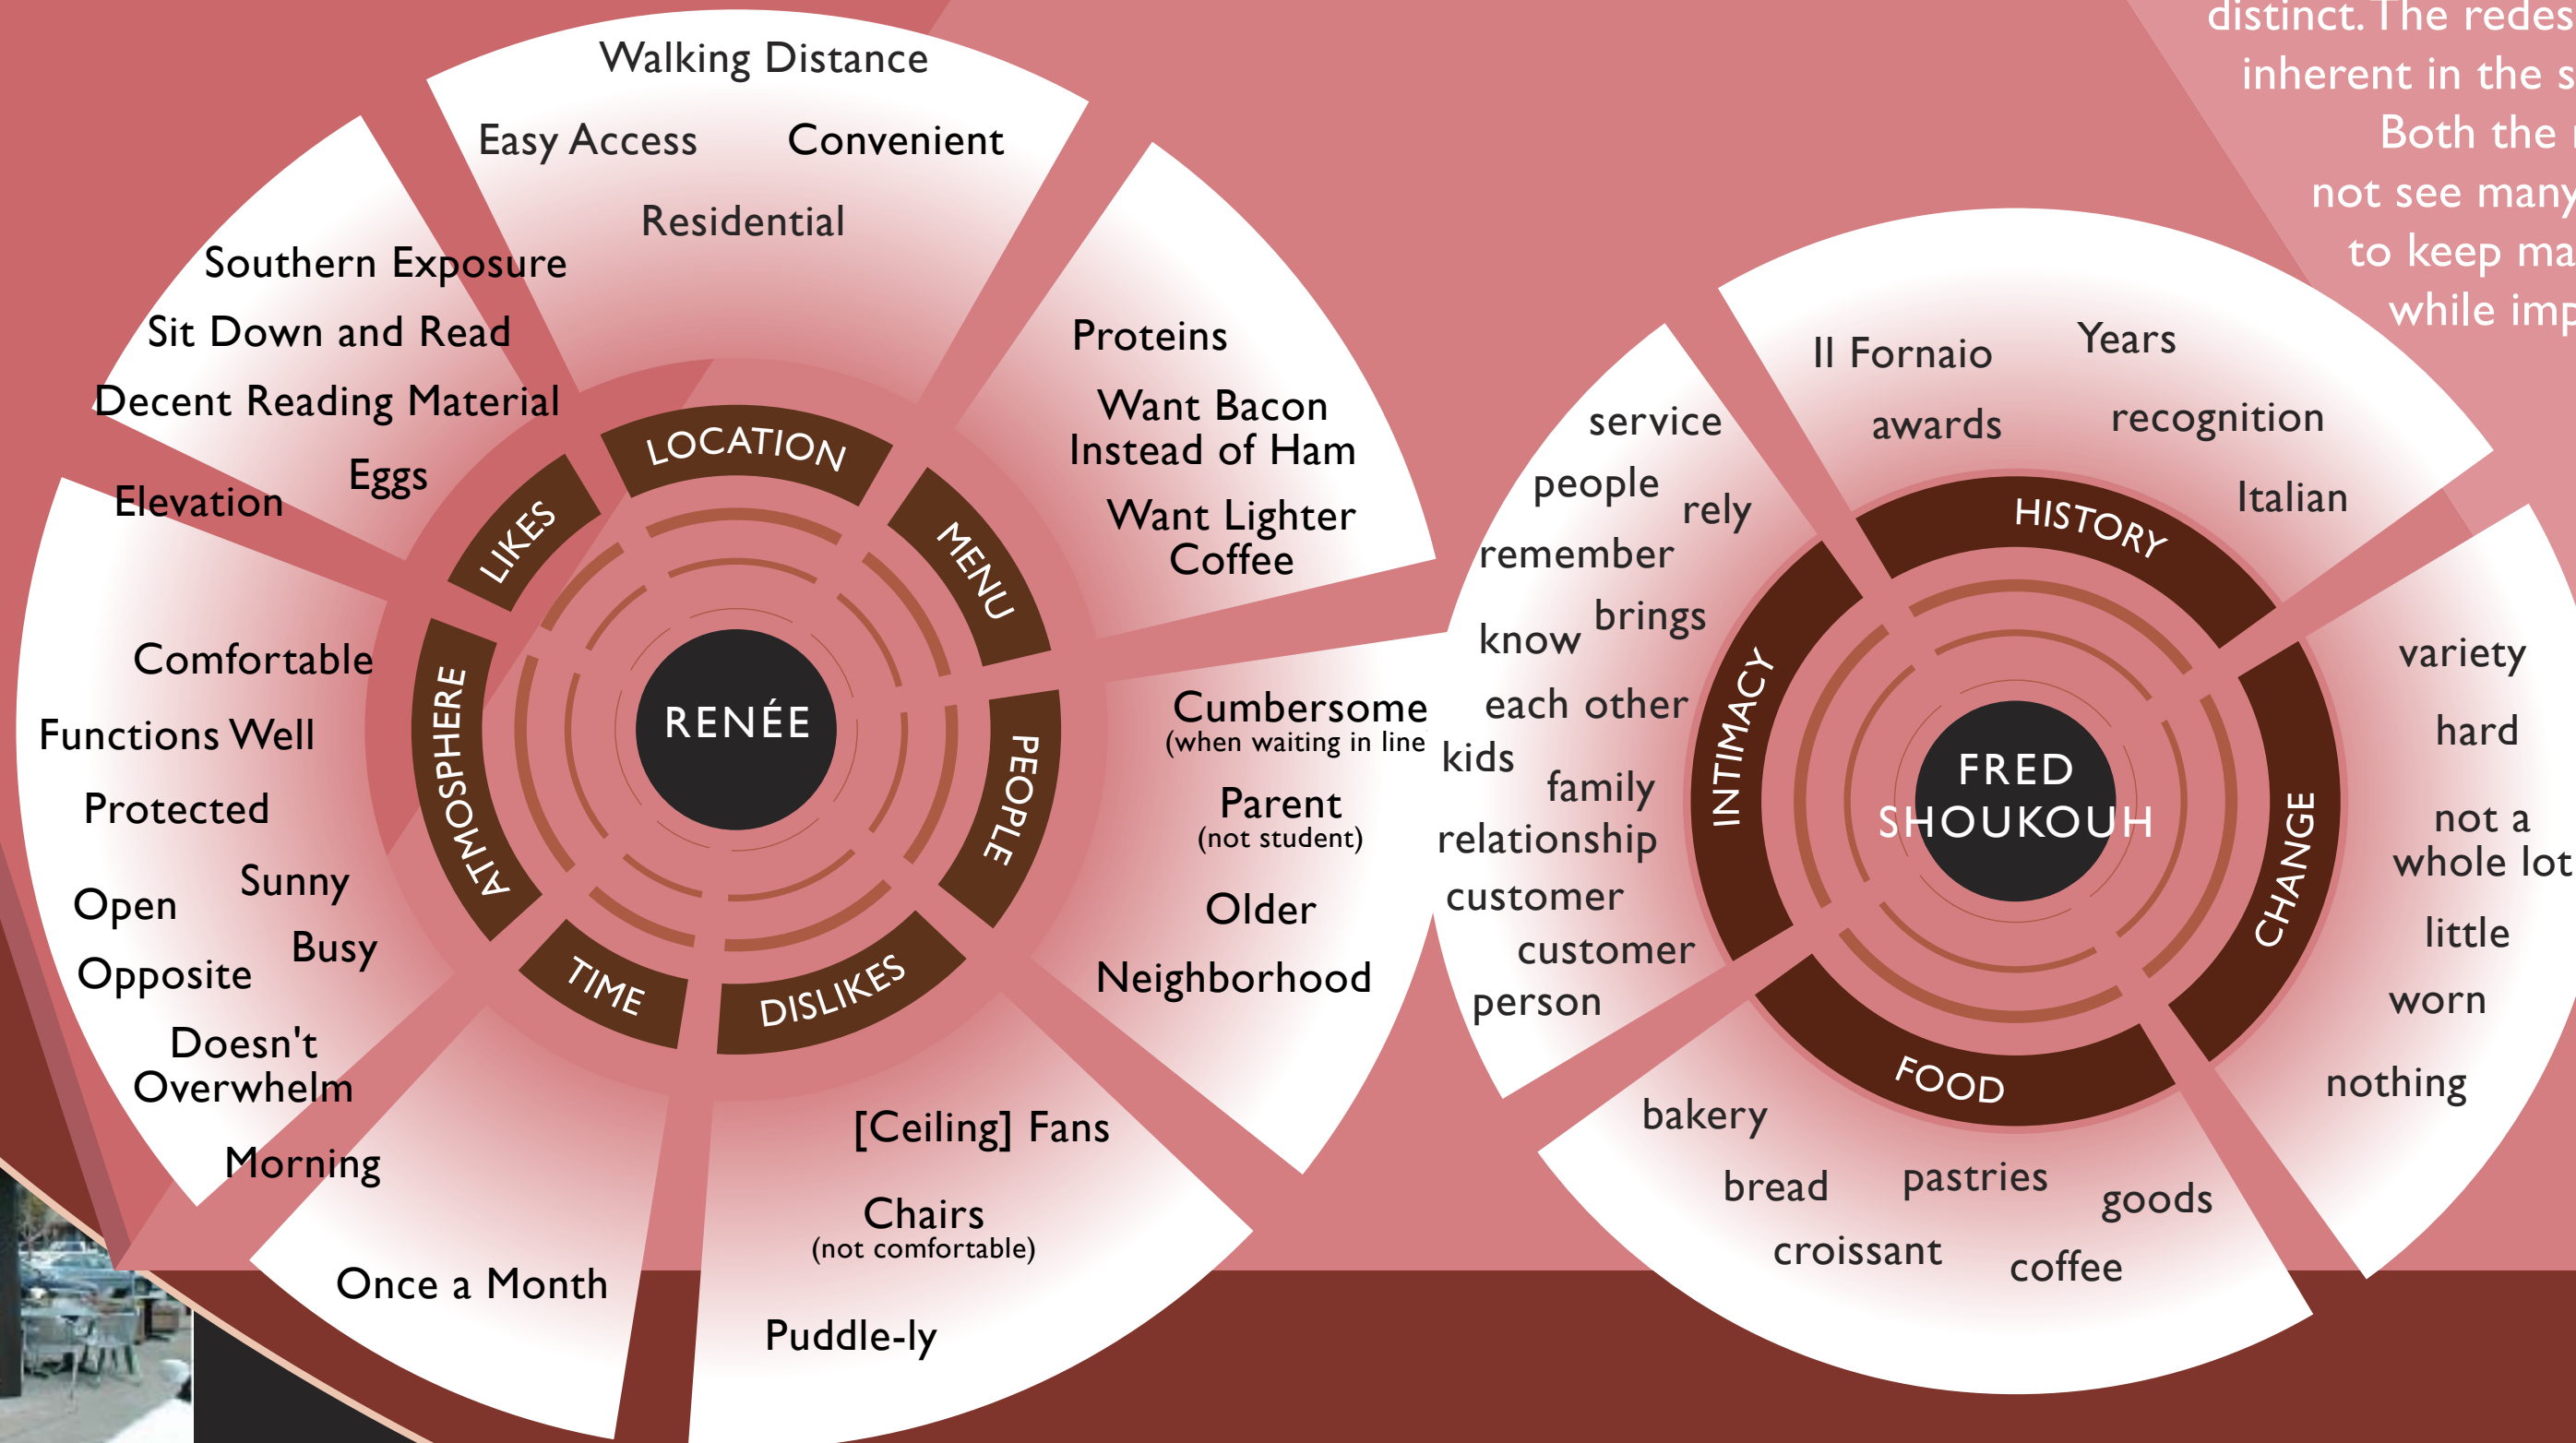 distinct. The redes
inherent in the s
Both the
not see many
to keep ma
while imp
Walking Distance
Easy Access
Convenient
Residential
Southern Exposure
Sit Down and Read
Decent Reading Material
Eggs
Elevation
Proteins
Want Bacon
Instead of Ham
Want Lighter
Coffee
LOCATION
LIKES
MENU
ATMOSPHERE
PEOPLE
TIME
DISLIKES
RENÉE
Comfortable
Functions Well
Protected
Sunny
Open
Busy
Opposite
Doesn't
Overwhelm
Morning
Once a Month
Cumbersome
(when waiting in line
Parent
(not student)
Older
Neighborhood
[Ceiling] Fans
Chairs
(not comfortable)
Puddle-ly
Il Fornaio
Years
awards
recognition
Italian
service
people
rely
remember
brings
know
each other
kids
family
relationship
customer
customer
person
HISTORY
INTIMACY
CHANGE
FOOD
FRED
SHOUKOUH
variety
hard
not a
whole lot
little
worn
nothing
bakery
bread
pastries
goods
croissant
coffee